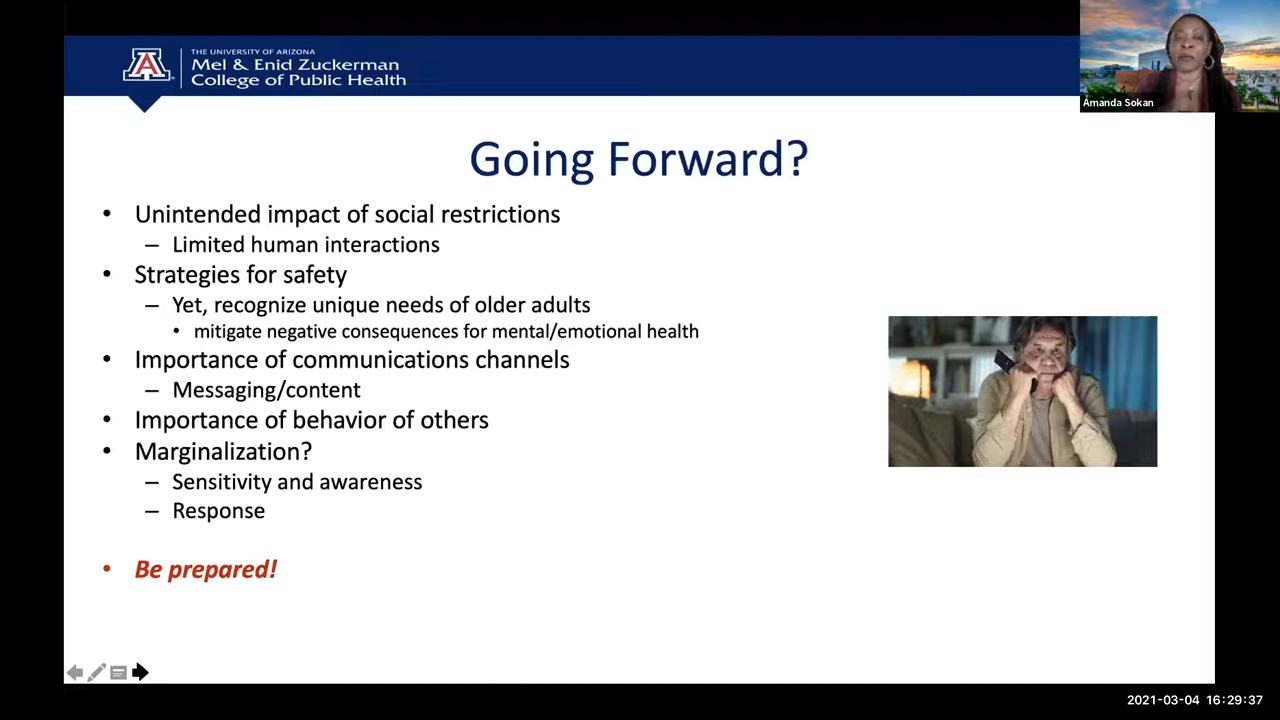 THE UNIVERSITY OF ARIZONA
Mel & Enid Zuckerman
College of Public Health
Amanda Sokan
Going Forward?
• Unintended impact of social restrictions
– Limited human interactions
• Strategies for safety
– Yet, recognize unique needs of older adults
• mitigate negative consequences for mental/emotional health
• Importance of communications channels
– Messaging/content
• Importance of behavior of others
• Marginalization?
– Sensitivity and awareness
– Response
• Be prepared!
2021-03-04 16:29:37